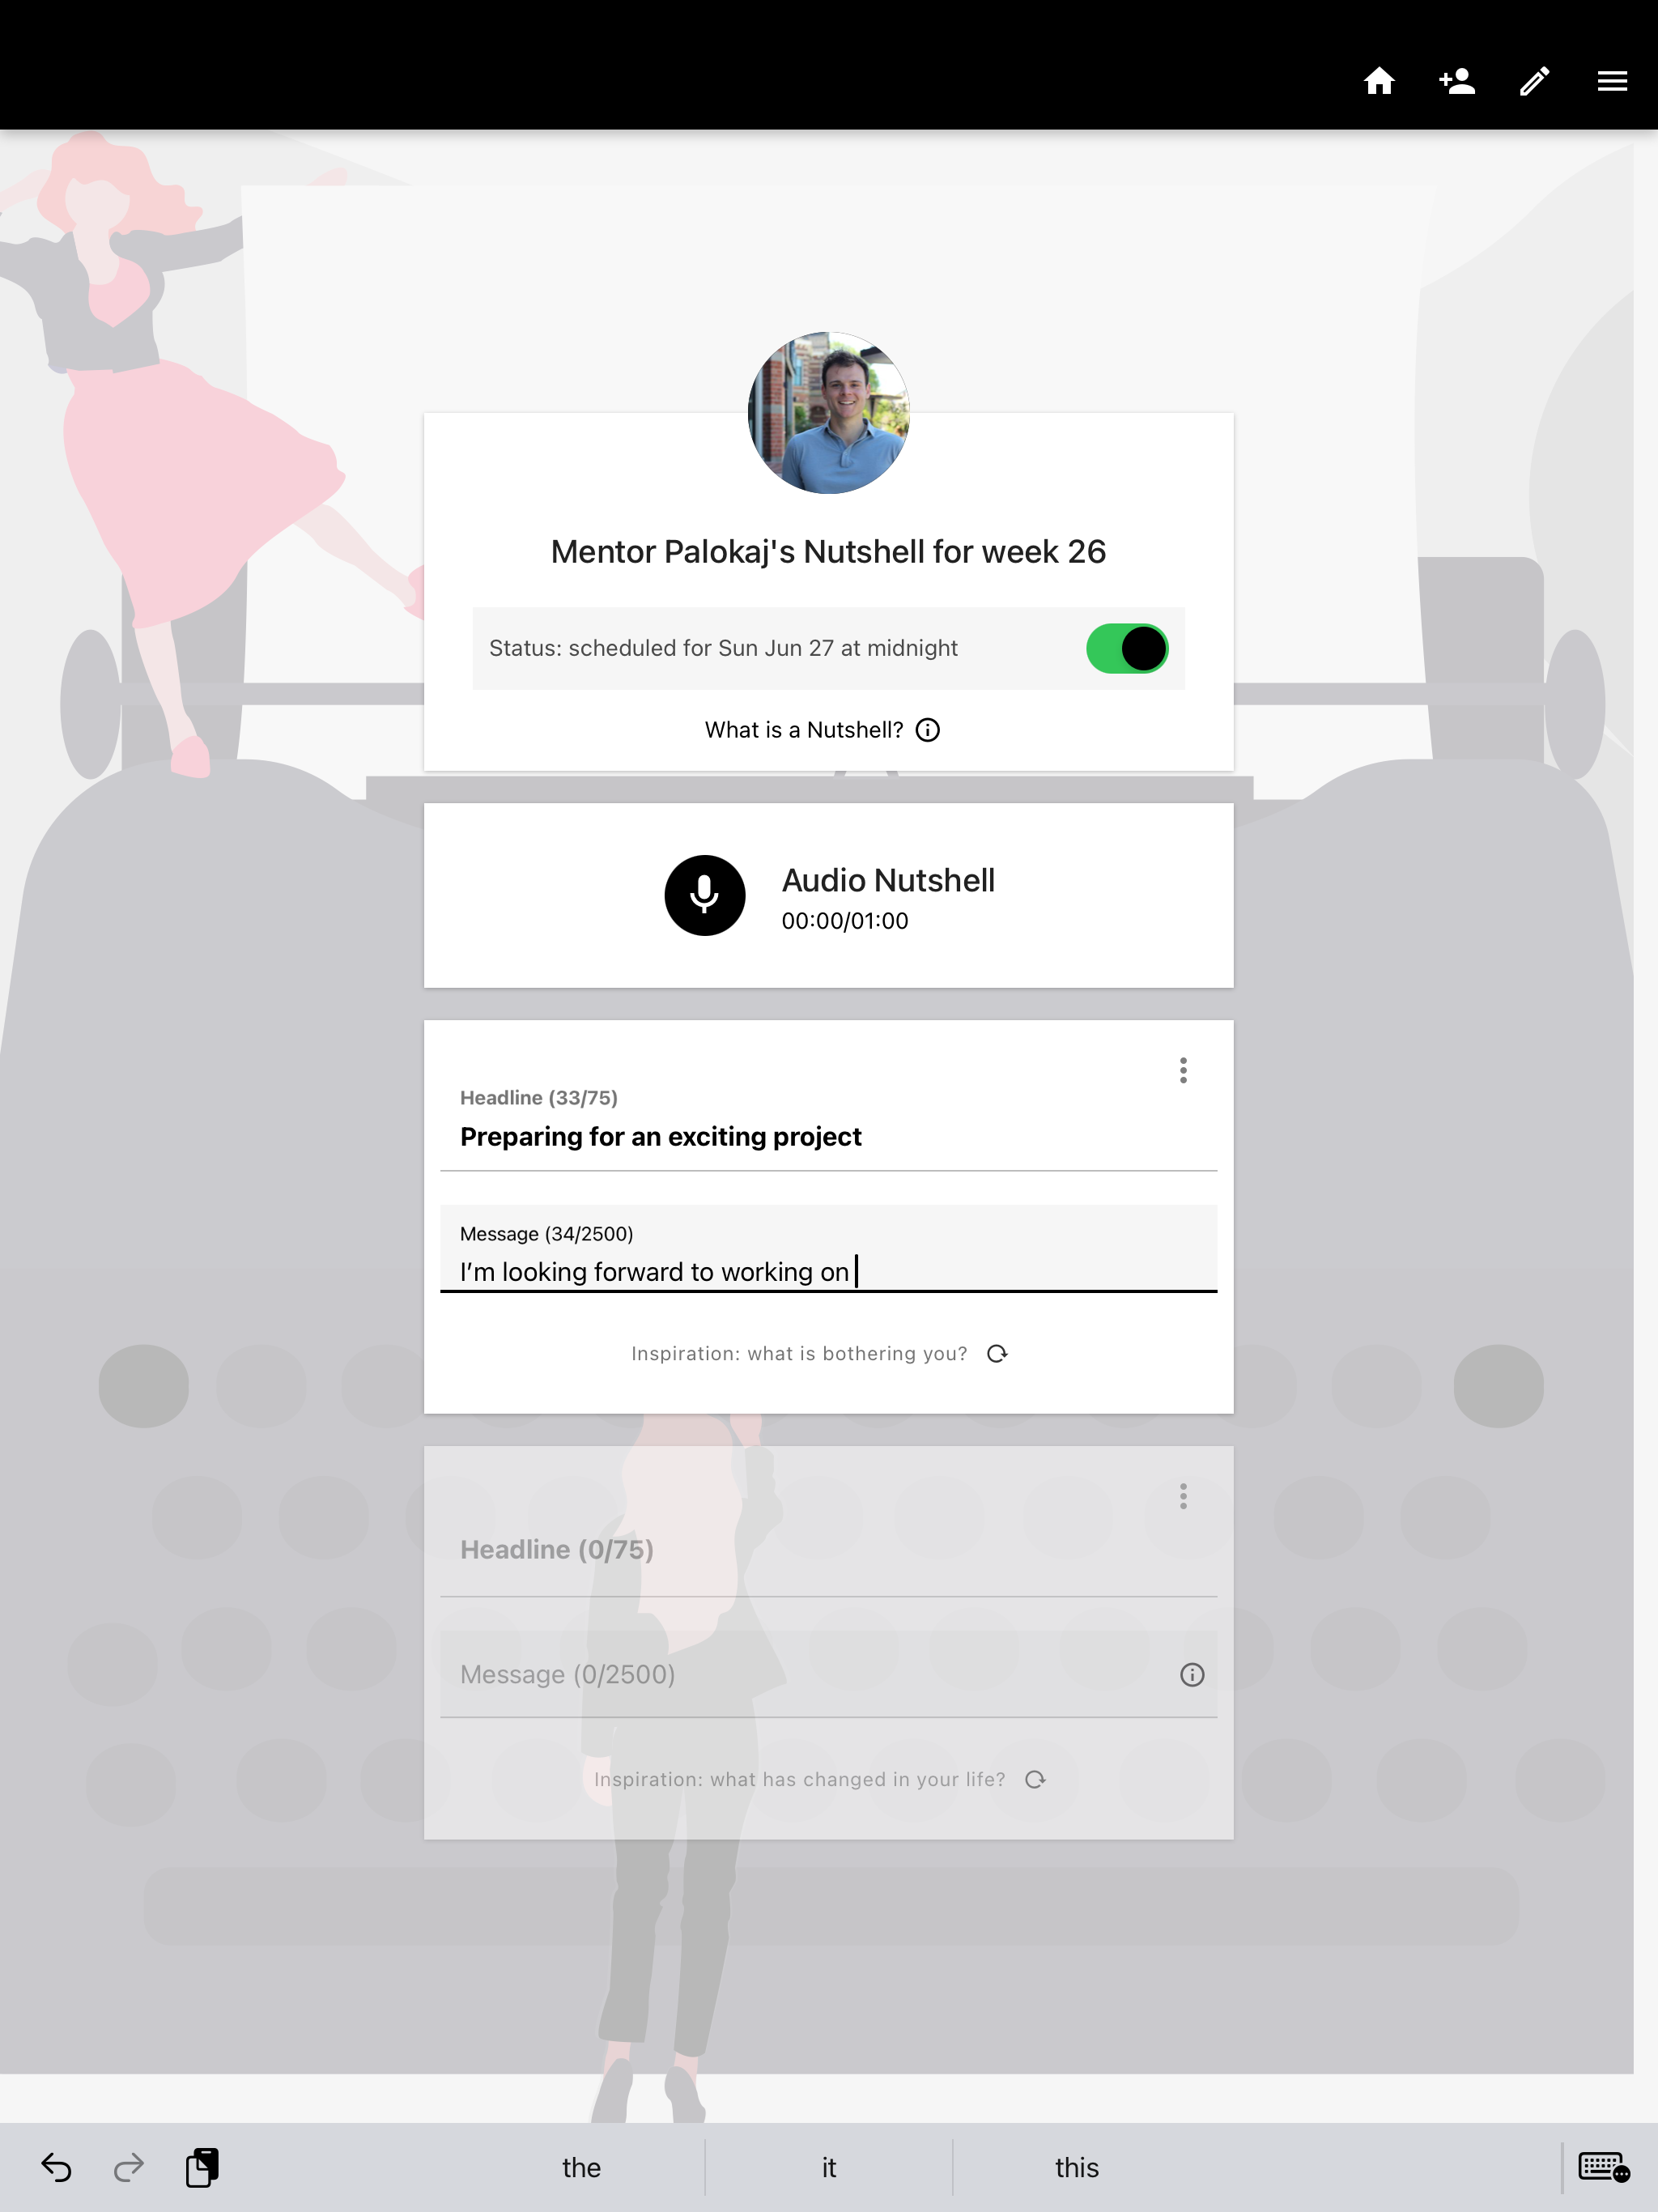 Mentor Palokaj's Nutshell for week 26
Status: scheduled for Sun Jun 27 at midnight
What is a Nutshell?
Audio Nutshell
00:00/01:00
Headline (33/75)
Preparing for an exciting project
Message (34/2500)
I’m looking forward to working on
Inspiration: what is bothering you?
Headline (0/75)
Message (0/2500)
Inspiration: what has changed in your life?
the it this